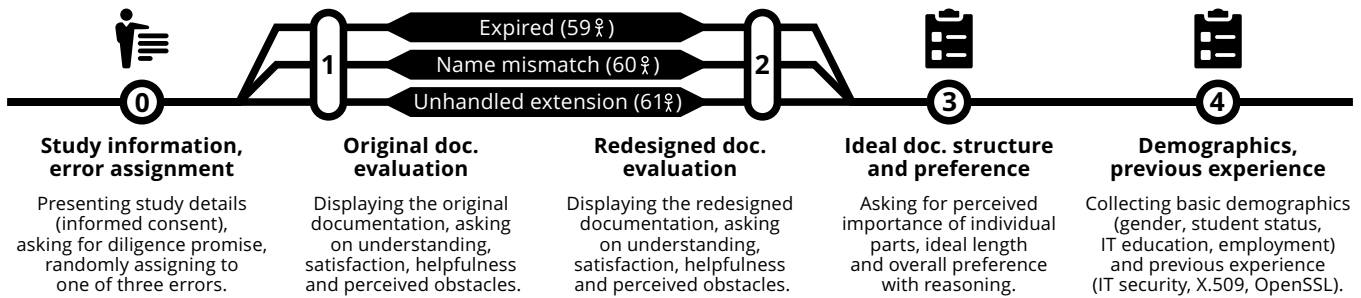 Expired (59)
Name mismatch (60)
Unhandled extension (61)
0
1
2
3
4
Study information,
error assignment
Presenting study details
(informed consent),
asking for diligence promise,
randomly assigning to
one of three errors.
Original doc.
evaluation
Displaying the original
documentation, asking
on understanding,
satisfaction, helpfulness
and perceived obstacles.
Redesigned doc.
evaluation
Displaying the redesigned
documentation, asking
on understanding,
satisfaction, helpfulness
and perceived obstacles.
Ideal doc. structure
and preference
Asking for perceived
importance of individual
parts, ideal length
and overall preference
with reasoning.
Demographics,
previous experience
Collecting basic demographics
(gender, student status,
IT education, employment)
and previous experience
(IT security, X.509, OpenSSL).